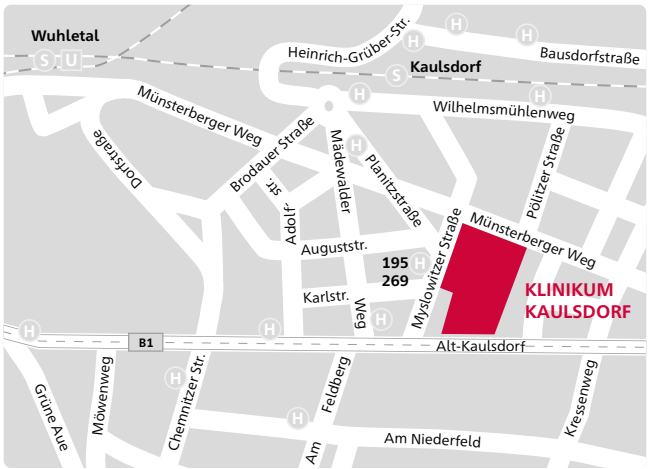 Wuhletal
S U
Heinrich-Grüber-Str.
H
H
H
Bausdorfstraße
S
Kaulsdorf
H
H
Wilhelmsmühlenweg
Münsterberger Weg
Dorfstraße
Brodauer Straße
Mädewalder
Weg
H
Planitzstraße
Pölitzer Straße
Adolf-
str.
Myslowitzer Straße
Münsterberger Weg
Auguststr.
195
269
H
Karlstr.
KLINIKUM
KAULSDORF
H
B1
H
Alt-Kaulsdorf
Grüne Aue
Möwenweg
H
Chemnitzer Str.
H
Am Feldberg
Am Niederfeld
Kressenweg